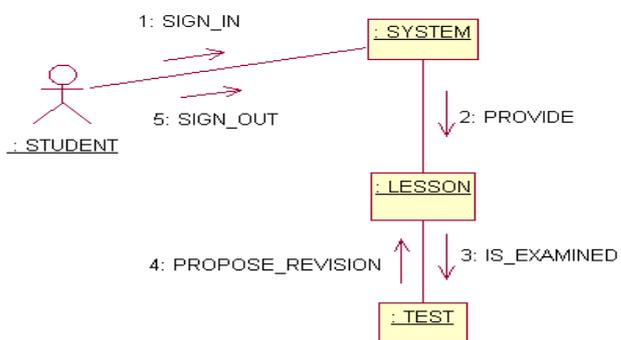 1: SIGN_IN
: SYSTEM
5: SIGN_OUT
: STUDENT
2: PROVIDE
: LESSON
3: IS_EXAMINED
4: PROPOSE_REVISION
: TEST